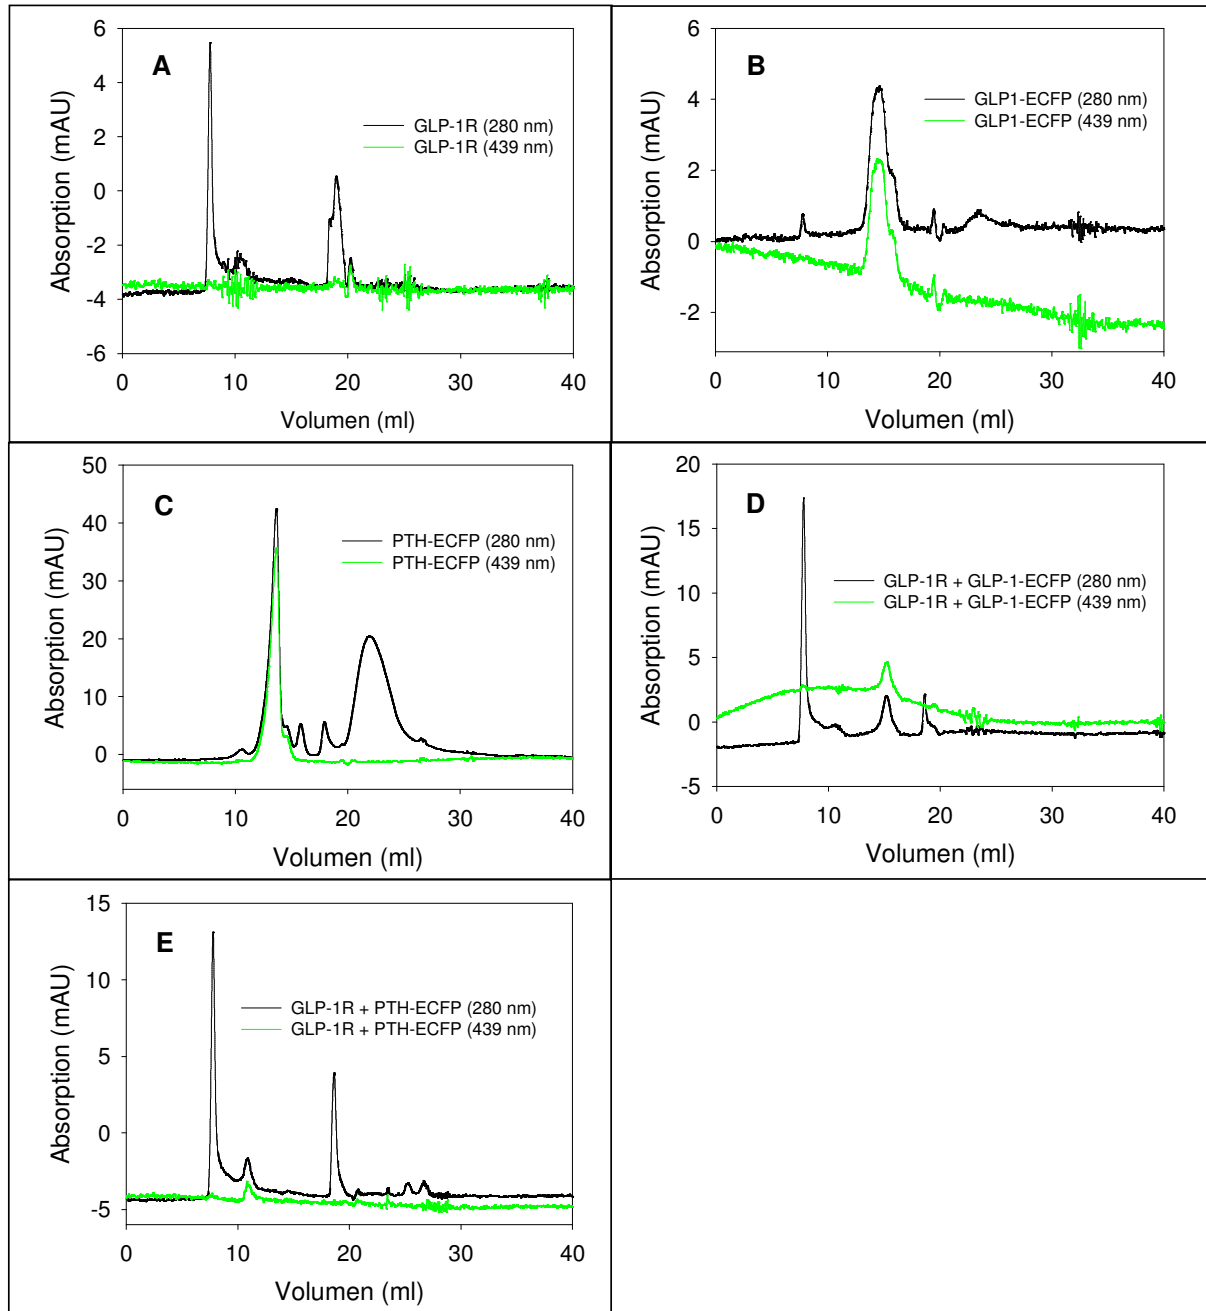 A
GLP-1R (280 nm)
GLP-1R (439 nm)
Absorption (mAU)
6
4
2
0
-2
-4
-6
0 10 20 30 40
Volumen (ml)
B
GLP1-ECFP (280 nm)
GLP1-ECFP (439 nm)
Absorption (mAU)
6
4
2
0
-2
0 10 20 30 40
Volumen (ml)
C
PTH-ECFP (280 nm)
PTH-ECFP (439 nm)
Absorption (mAU)
50
40
30
20
10
0
0 10 20 30 40
Volumen (ml)
D
GLP-1R + GLP-1-ECFP (280 nm)
GLP-1R + GLP-1-ECFP (439 nm)
Absorption (mAU)
20
15
10
5
0
-5
0 10 20 30 40
Volumen (ml)
E
GLP-1R + PTH-ECFP (280 nm)
GLP-1R + PTH-ECFP (439 nm)
Absorption (mAU)
15
10
5
0
-5
0 10 20 30 40
Volumen (ml)